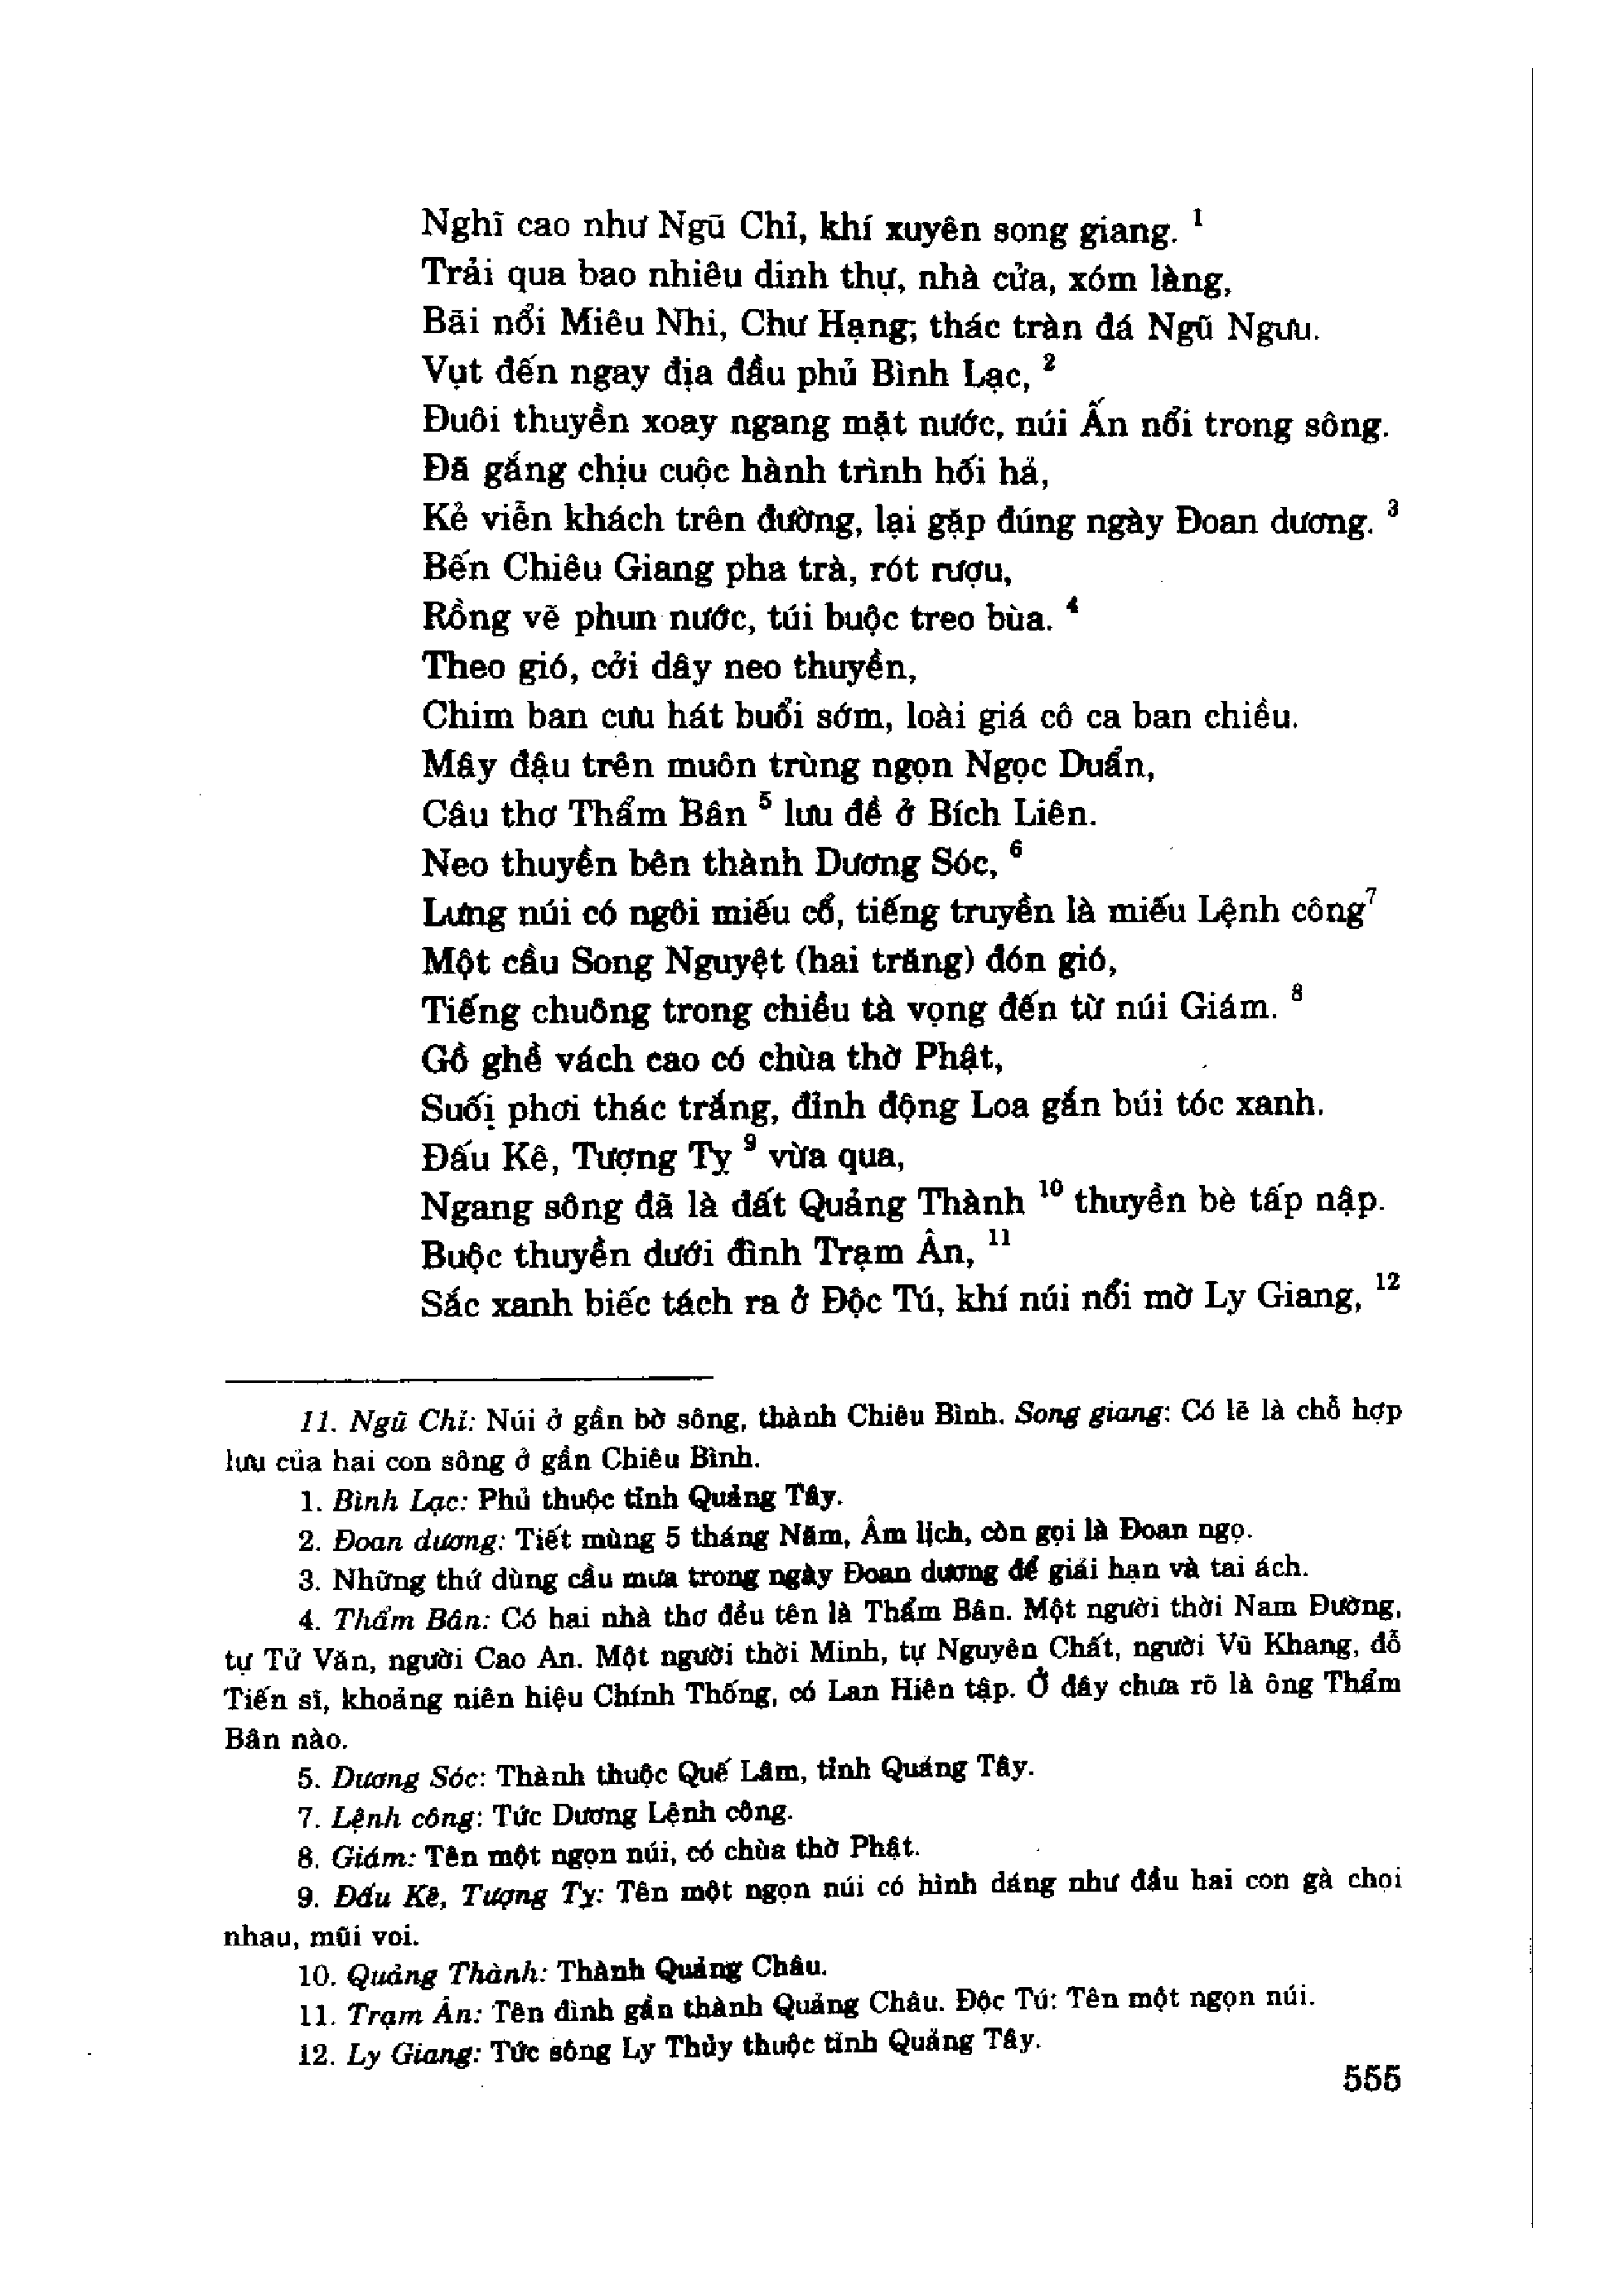 Nghĩ cao như Ngũ Chỉ, khí xuyên song giang. 1
Trải qua bao nhiêu dinh thự, nhà cửa, xóm làng,
Bãi nổi Miêu Nhi, Chư Hạng; thác tràn đá Ngũ Ngưu.
Vụt đến ngay địa đầu phủ Bình Lạc, 2
Đuôi thuyền xoay ngang mặt nước, núi Ấn nổi trong sông.
Đã gắng chịu cuộc hành trình hối hả,
Kẻ viễn khách trên đường, lại gặp đúng ngày Đoan dương. 3
Bến Chiêu Giang pha trà, rót rượu,
Rồng vẽ phun nước, túi buộc treo bùa. 4
Theo gió, cởi dây neo thuyền,
Chim ban cưu hát buổi sớm, loài giá cô ca ban chiều.
Mây đậu trên muôn trùng ngọn Ngọc Duẩn,
Câu thơ Thẩm Bân 5 lưu đề ở Bích Liên.
Neo thuyền bên thành Dương Sóc, 6
Lưng núi có ngôi miếu cổ, tiếng truyền là miếu Lệnh công 7
Một cầu Song Nguyệt (hai trăng) đón gió,
Tiếng chuông trong chiều tà vọng đến từ núi Giám. 8
Gồ ghề vách cao có chùa thờ Phật,
Suối phơi thác trắng, đỉnh động Loa gắn búi tóc xanh.
Đấu Kê, Tượng Tỵ 9 vừa qua,
Ngang sông đã là đất Quảng Thành 10 thuyền bè tấp nập.
Buộc thuyền dưới đình Trạm Ân, 11
Sắc xanh biếc tách ra ở Độc Tú, khí núi nổi mờ Ly Giang, 12
11. Ngũ Chỉ: Núi ở gần bờ sông, thành Chiêu Bình. Song giang: Có lẽ là chỗ hợp
lưu của hai con sông ở gần Chiêu Bình.
1. Bình Lạc: Phủ thuộc tỉnh Quảng Tây.
2. Đoan dương: Tiết mùng 5 tháng Năm, Âm lịch, còn gọi là Đoan ngọ.
3. Những thứ dùng cầu mưa trong ngày Đoan dương để giải hạn và tai ách.
4. Thẩm Bân: Có hai nhà thơ đều tên là Thẩm Bân. Một người thời Nam Đường,
tự Tử Văn, người Cao An. Một người thời Minh, tự Nguyên Chất, người Vũ Khang, đỗ
Tiến sĩ, khoảng niên hiệu Chính Thống, có Lan Hiên tập. Ở đây chưa rõ là ông Thẩm
Bân nào.
5. Dương Sóc: Thành thuộc Quế Lâm, tỉnh Quảng Tây.
7. Lệnh công: Tức Dương Lệnh công.
8. Giám: Tên một ngọn núi, có chùa thờ Phật.
9. Đấu Kê, Tượng Tỵ: Tên một ngọn núi có hình dáng như đầu hai con gà chọi
nhau, mũi voi.
10. Quảng Thành: Thành Quảng Châu.
11. Trạm Ân: Tên đình gần thành Quảng Châu. Độc Tú: Tên một ngọn núi.
12. Ly Giang: Tức sông Ly Thủy thuộc tỉnh Quảng Tây.
555